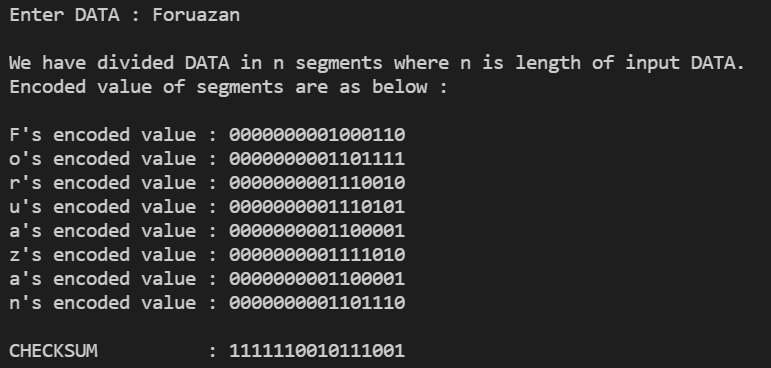 Enter DATA : Foruazan
We have divided DATA in n segments where n is length of input DATA.
Encoded value of segments are as below :
F's encoded value : 0000000001000110
o's encoded value : 0000000001101111
r's encoded value : 0000000001110010
u's encoded value : 0000000001110101
a's encoded value : 0000000001100001
z's encoded value : 0000000001111010
a's encoded value : 0000000001100001
n's encoded value : 0000000001101110
CHECKSUM : 1111110010111001